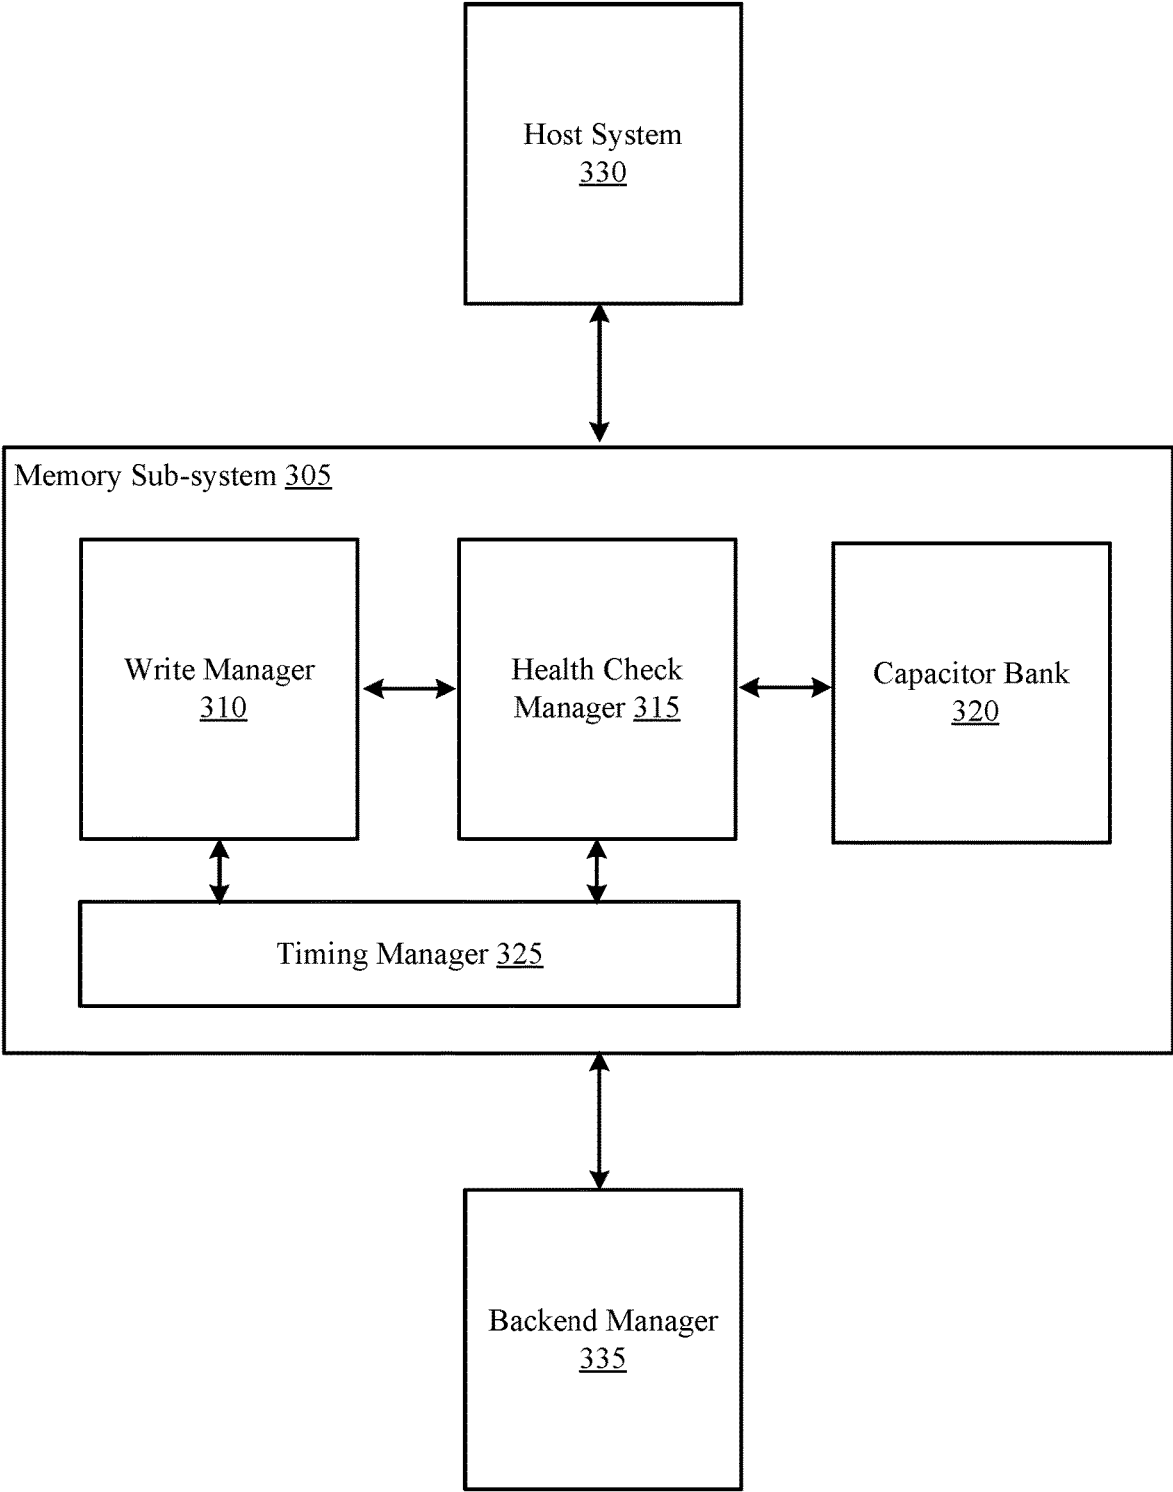 Host System
330
Memory Sub-system 305
Write Manager
310
Health Check
Manager 315
Capacitor Bank
320
Timing Manager 325
Backend Manager
335